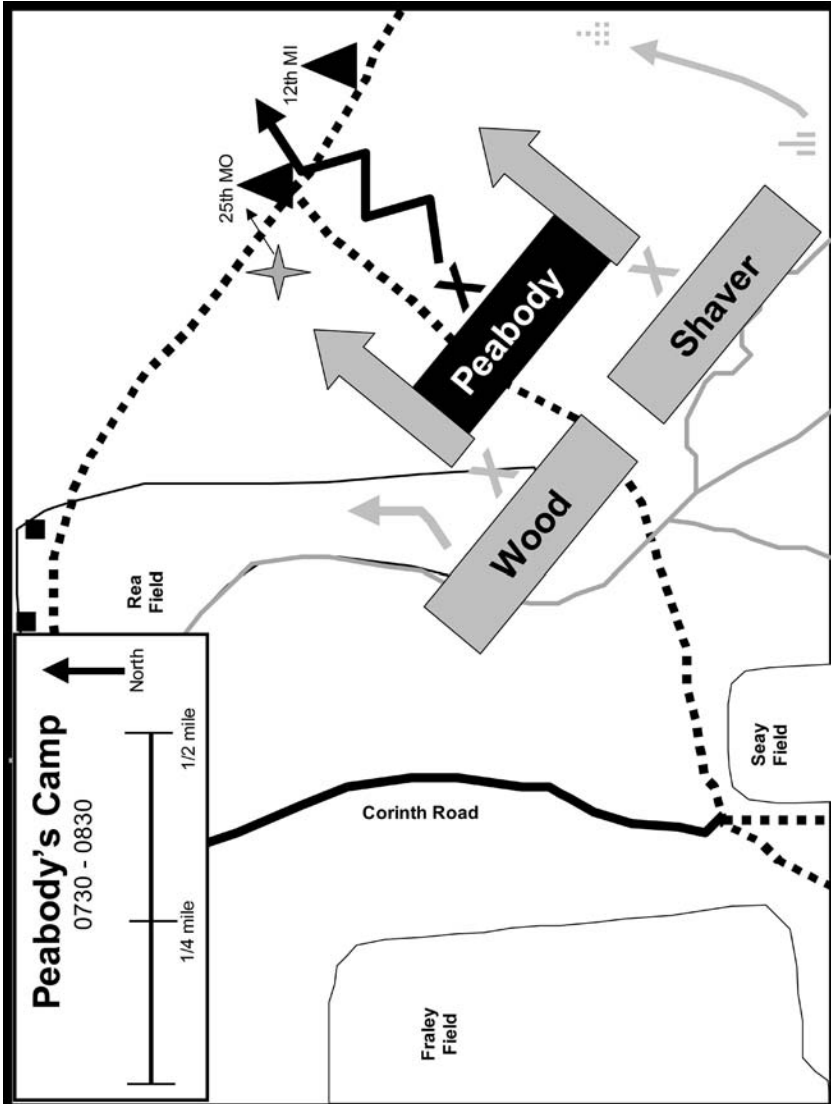 Peabody's Camp
0730 - 0830
1/4 mile
1/2 mile
North
Rea
Field
25th MO
12th MI
Peabody
Wood
Shaver
Corinth Road
Fraley
Field
Seay
Field
X
X
X